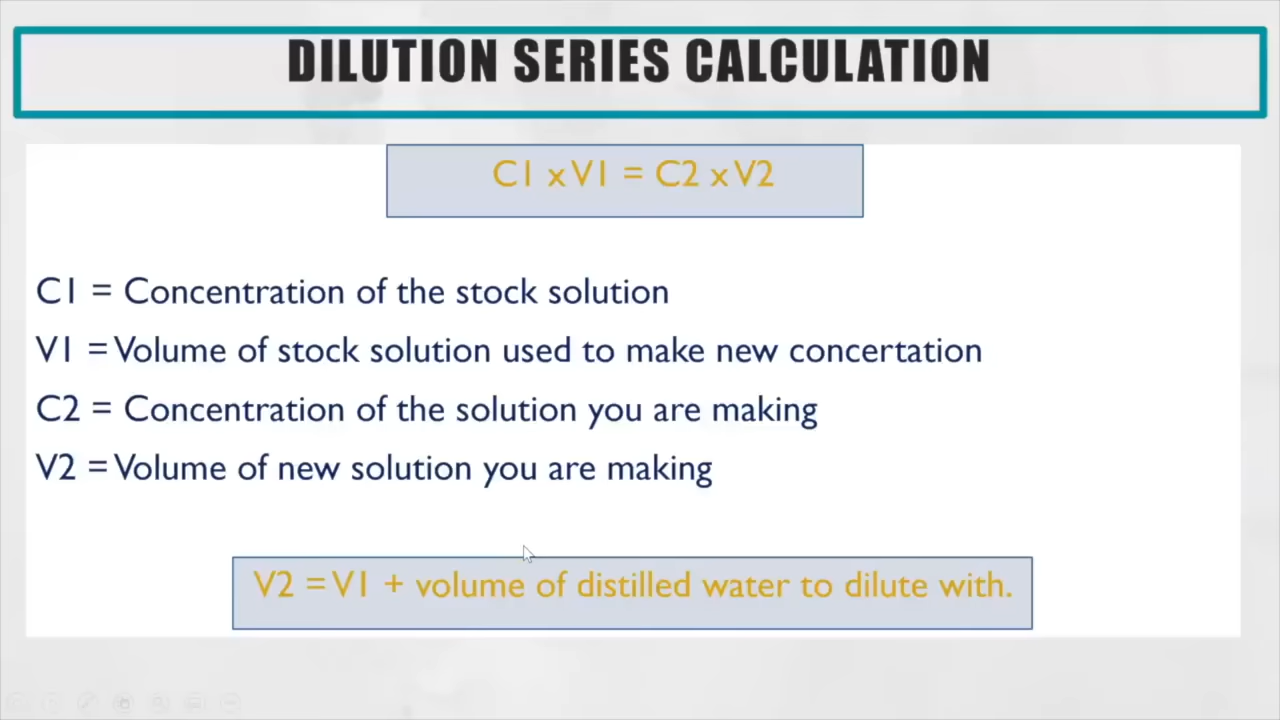 DILUTION SERIES CALCULATION
C1 x V1 = C2 x V2
C1 = Concentration of the stock solution
V1 = Volume of stock solution used to make new concertation
C2 = Concentration of the solution you are making
V2 = Volume of new solution you are making
V2 = V1 + volume of distilled water to dilute with.